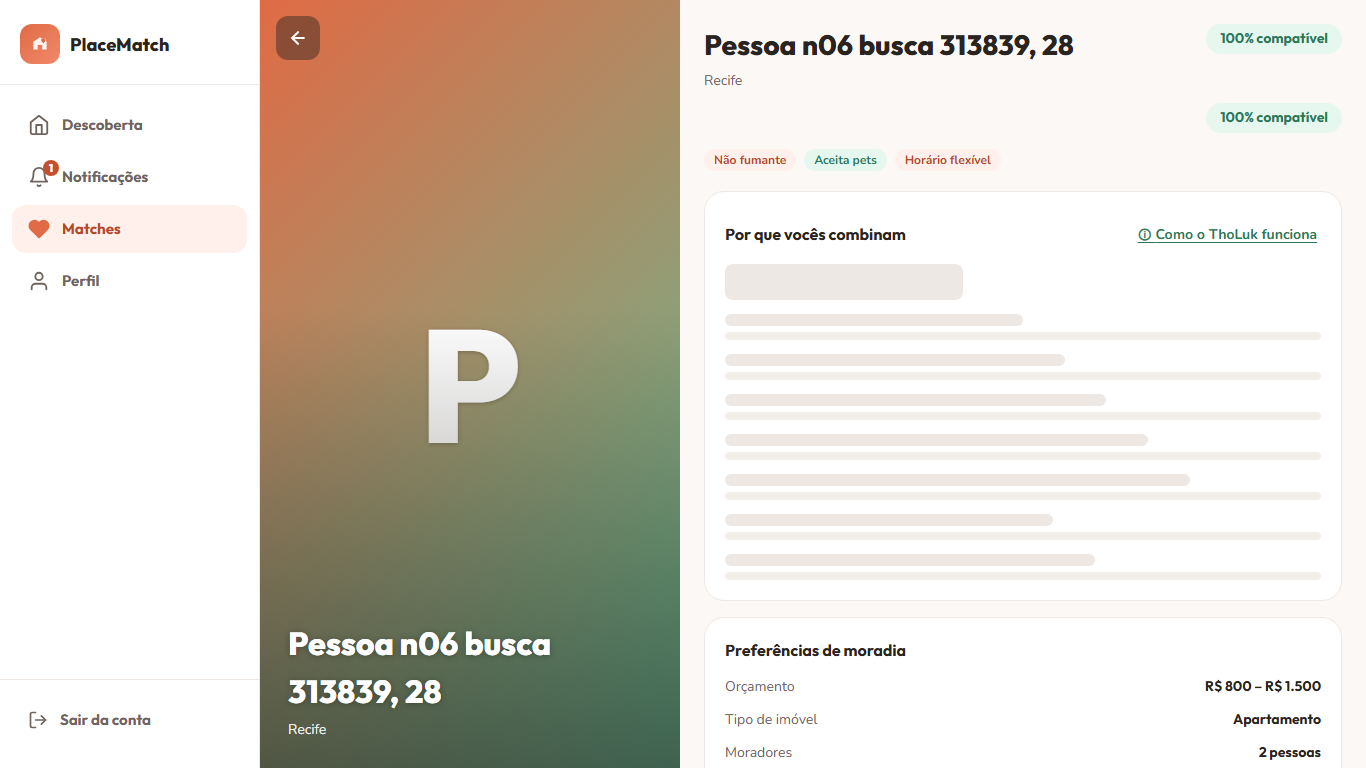 PlaceMatch
Descoberta
1
Notificações
Matches
Perfil
Sair da conta
P
Pessoa n06 busca
313839, 28
Recife
Pessoa n06 busca 313839, 28
100% compatível
Recife
100% compatível
Não fumante
Aceita pets
Horário flexível
Por que vocês combinam
Como o ThoLuk funciona
Preferências de moradia
Orçamento
R$ 800 – R$ 1.500
Tipo de imóvel
Apartamento
Moradores
2 pessoas